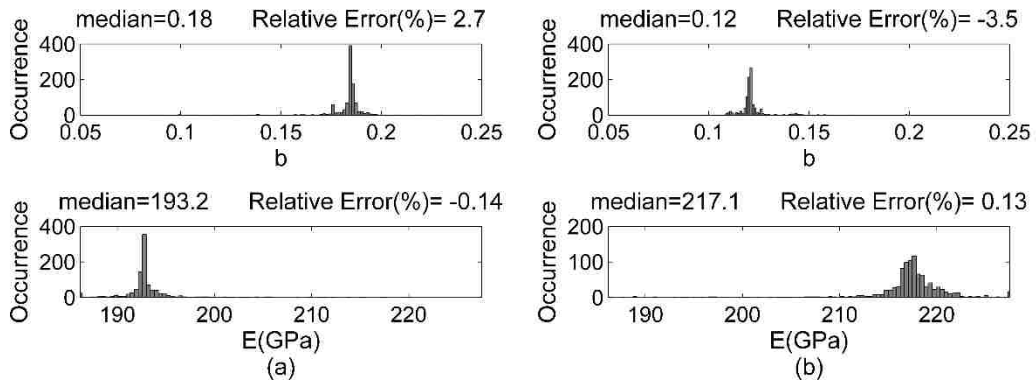 median=0.18 Relative Error(%)= 2.7
400
200
0
Occurrence
0.05 0.1 0.15 0.2 0.25
b
median=193.2 Relative Error(%)= -0.14
400
200
0
Occurrence
190 200 210 220
E(GPa)
(a)
median=0.12 Relative Error(%)= -3.5
400
200
0
Occurrence
0.05 0.1 0.15 0.2 0.25
b
median=217.1 Relative Error(%)= 0.13
200
100
0
Occurrence
190 200 210 220
E(GPa)
(b)